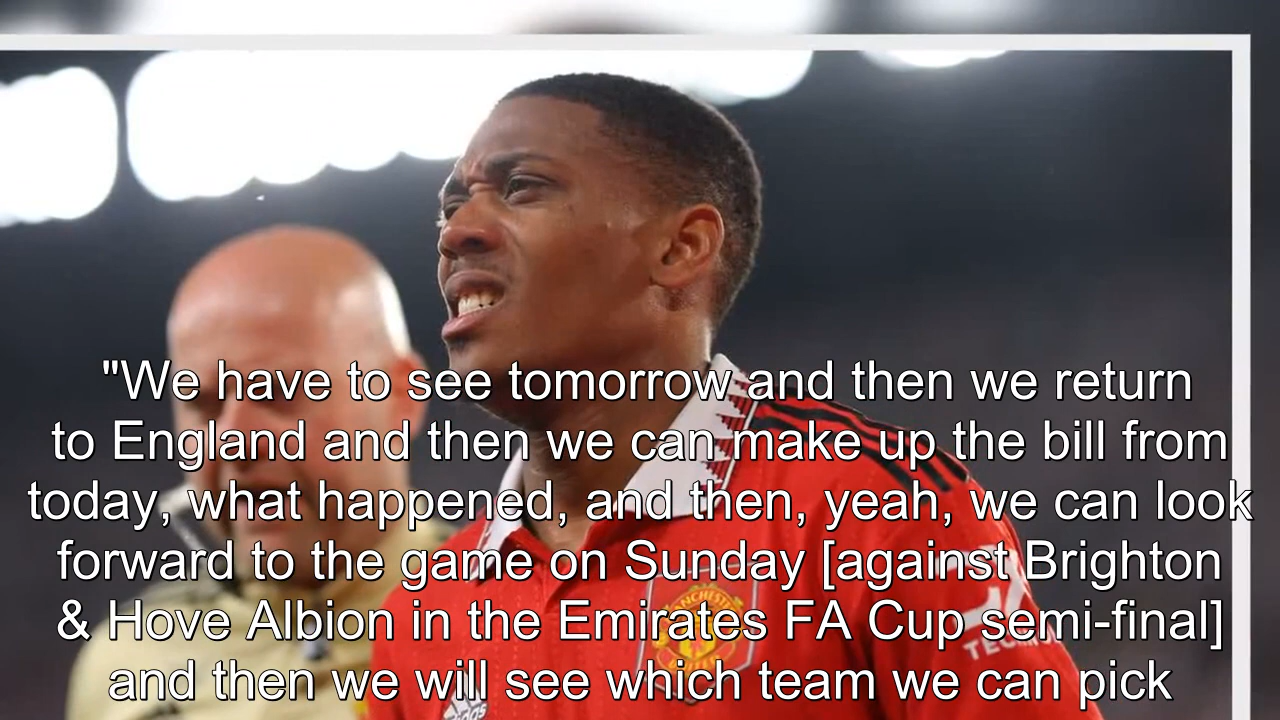 "We have to see tomorrow and then we return
to England and then we can make up the bill from
today, what happened, and then, yeah, we can look
forward to the game on Sunday [against Brighton
& Hove Albion in the Emirates FA Cup semi-final]
and then we will see which team we can pick
MANCHESTER
adidas